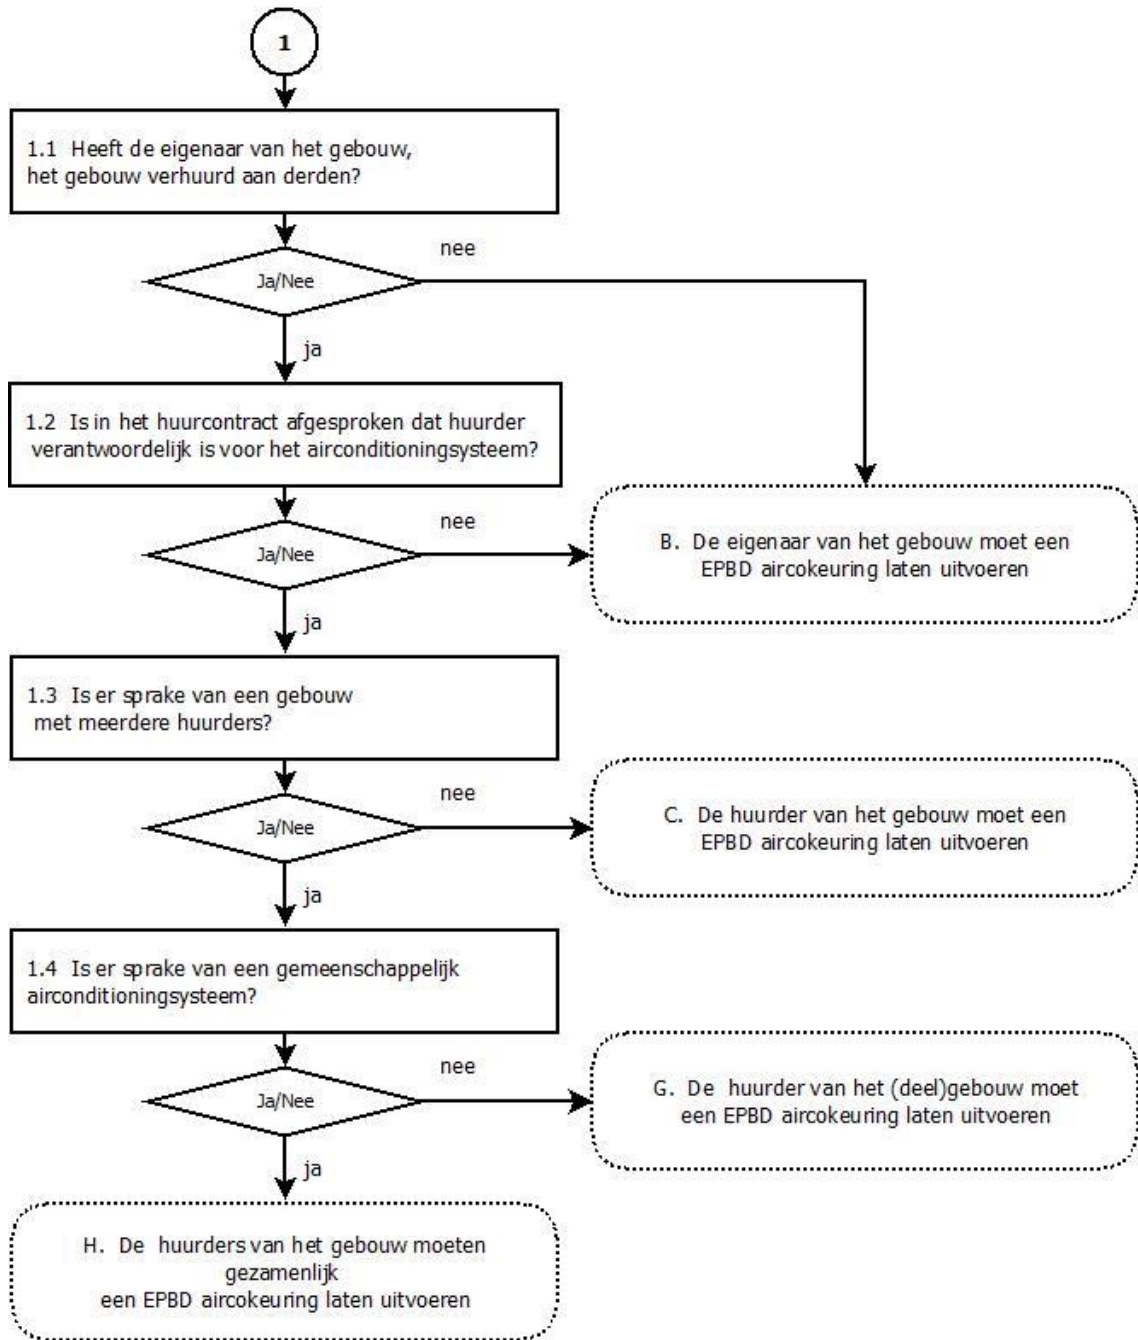 1
1.1 Heeft de eigenaar van het gebouw,
het gebouw verhuurd aan derden?
nee
Ja/Nee
ja
1.2 Is in het huurcontract afgesproken dat huurder
verantwoordelijk is voor het airconditioningsysteem?
nee
Ja/Nee
B. De eigenaar van het gebouw moet een
EPBD aircokeuring laten uitvoeren
ja
1.3 Is er sprake van een gebouw
met meerdere huurders?
nee
Ja/Nee
C. De huurder van het gebouw moet een
EPBD aircokeuring laten uitvoeren
ja
1.4 Is er sprake van een gemeenschappelijk
airconditioningsysteem?
nee
Ja/Nee
G. De huurder van het (deel)gebouw moet
een EPBD aircokeuring laten uitvoeren
ja
H. De huurders van het gebouw moeten
gezamenlijk
een EPBD aircokeuring laten uitvoeren